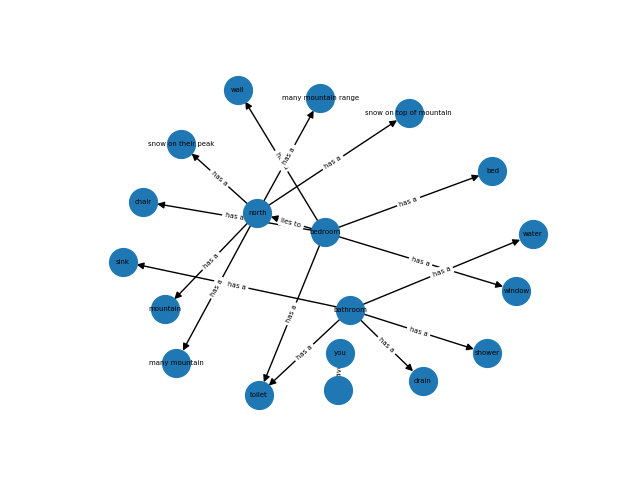 wall
many mountain range
snow on top of mountain
snow on their peak
has a
has a
bed
has a
chair
has a
has a
north
lies to
bedroom
water
sink
has a
has a
has a
window
has a
has a
mountain
bathroom
has a
has a
many mountain
has a
has a
you
shower
toilet
drain